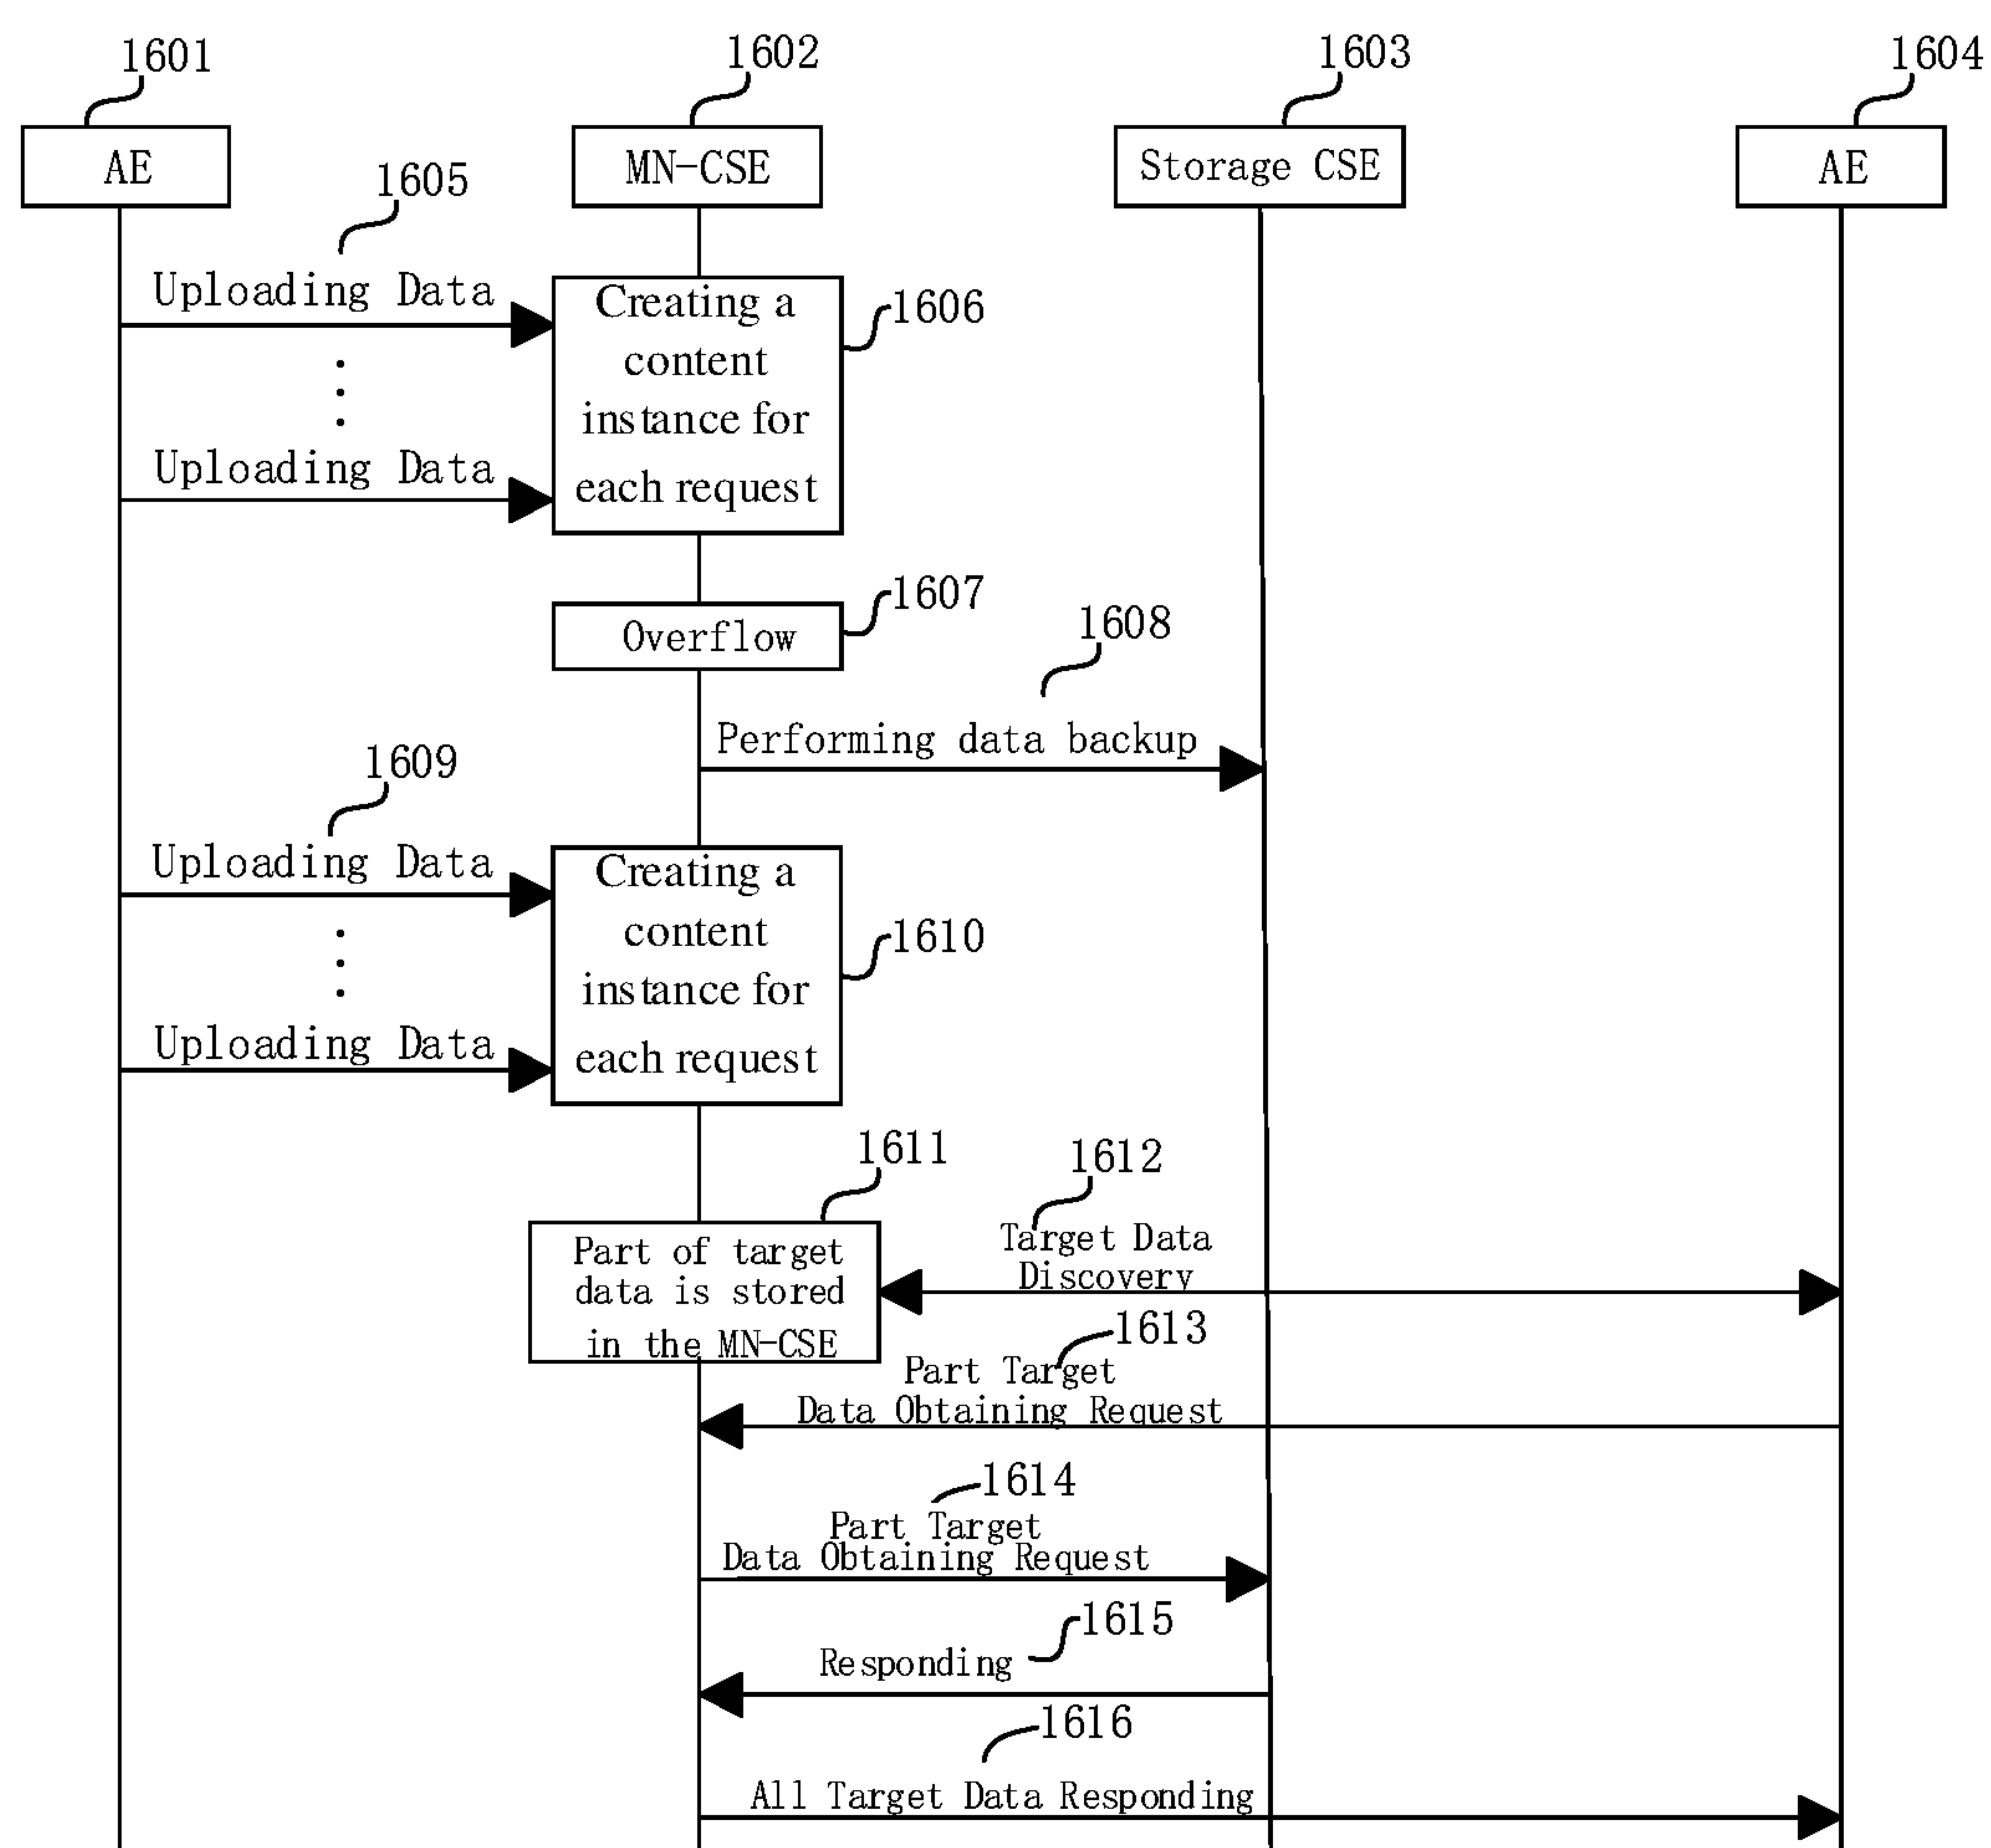 1601
1602
1603
1604
AE
MN-CSE
Storage CSE
AE
1605
Uploading Data
Uploading Data
Creating a
content
instance for
each request
1606
Overflow
1607
1608
Performing data backup
1609
Uploading Data
Uploading Data
Creating a
content
instance for
each request
1610
1611
Part of target
data is stored
in the MN-CSE
1612
Target Data
Discovery
1613
Part Target
Data Obtaining Request
1614
Part Target
Data Obtaining Request
1615
Responding
1616
All Target Data Responding